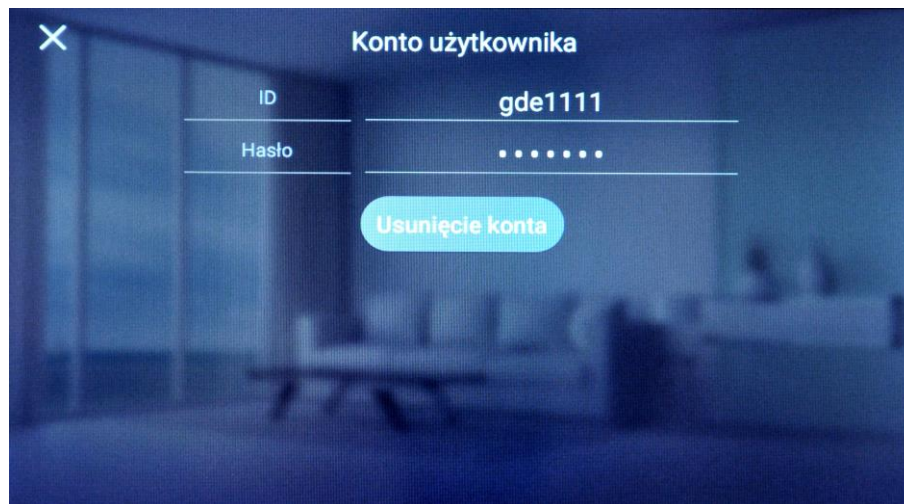 Konto użytkownika
ID gde1111
Hasło •••••••
Usunięcie konta